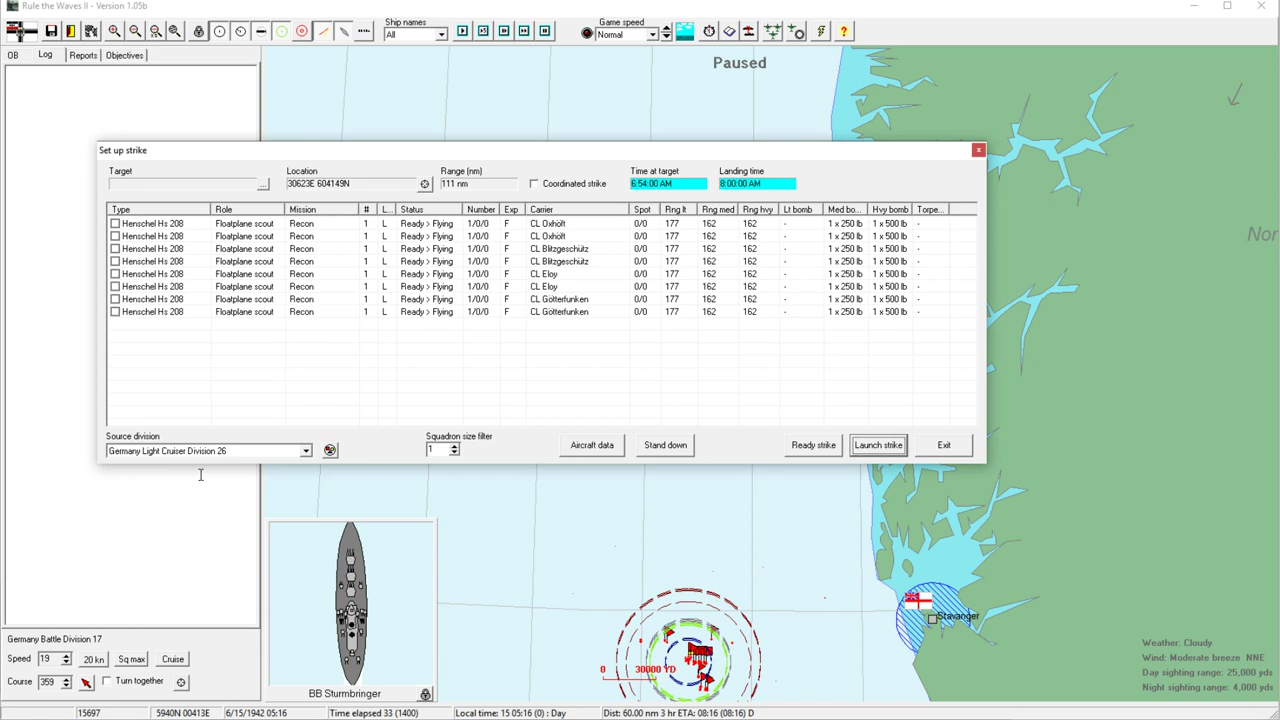 Rule the Waves II - Version 1.05b
Ship names
All
Game speed
Normal
OB Log Reports Objectives
Paused
Set up strike
Target Location Range (nm) Time at target Landing time
... 30623E 604149N 111 nm Coordinated strike 6:54:00 AM 8:00:00 AM
Type Role Mission # L... Status Number Exp Carrier Spot Rng lt Rng med Rng hvy Lt bomb Med bo... Hvy bomb Torpe...
Henschel Hs 208 Floatplane scout Recon 1 L Ready > Flying 1/0/0 F CL Oxhöft 0/0 177 162 162 - 1 x 250 lb 1 x 500 lb -
Henschel Hs 208 Floatplane scout Recon 1 L Ready > Flying 1/0/0 F CL Oxhöft 0/0 177 162 162 - 1 x 250 lb 1 x 500 lb -
Henschel Hs 208 Floatplane scout Recon 1 L Ready > Flying 1/0/0 F CL Blitzgeschütz 0/0 177 162 162 - 1 x 250 lb 1 x 500 lb -
Henschel Hs 208 Floatplane scout Recon 1 L Ready > Flying 1/0/0 F CL Blitzgeschütz 0/0 177 162 162 - 1 x 250 lb 1 x 500 lb -
Henschel Hs 208 Floatplane scout Recon 1 L Ready > Flying 1/0/0 F CL Eloy 0/0 177 162 162 - 1 x 250 lb 1 x 500 lb -
Henschel Hs 208 Floatplane scout Recon 1 L Ready > Flying 1/0/0 F CL Eloy 0/0 177 162 162 - 1 x 250 lb 1 x 500 lb -
Henschel Hs 208 Floatplane scout Recon 1 L Ready > Flying 1/0/0 F CL Götterfunken 0/0 177 162 162 - 1 x 250 lb 1 x 500 lb -
Henschel Hs 208 Floatplane scout Recon 1 L Ready > Flying 1/0/0 F CL Götterfunken 0/0 177 162 162 - 1 x 250 lb 1 x 500 lb -
Nor
Source division Squadron size filter
Germany Light Cruiser Division 26 1 Aircraft data Stand down Ready strike Launch strike Exit
Stavanger
0 30000 YD
Germany Battle Division 17
Speed 19 20 kn Sq max Cruise
Course 359 Turn together
BB Sturmbringer
Weather: Cloudy
Wind: Moderate breeze NNE
Day sighting range: 25,000 yds
Night sighting range: 4,000 yds
15697 5940N 00413E 6/15/1942 05:16 Time elapsed 33 (1400) Local time: 15 05:16 (0) : Day Dist: 60.00 nm 3 hr ETA: 08:16 (08:16) D